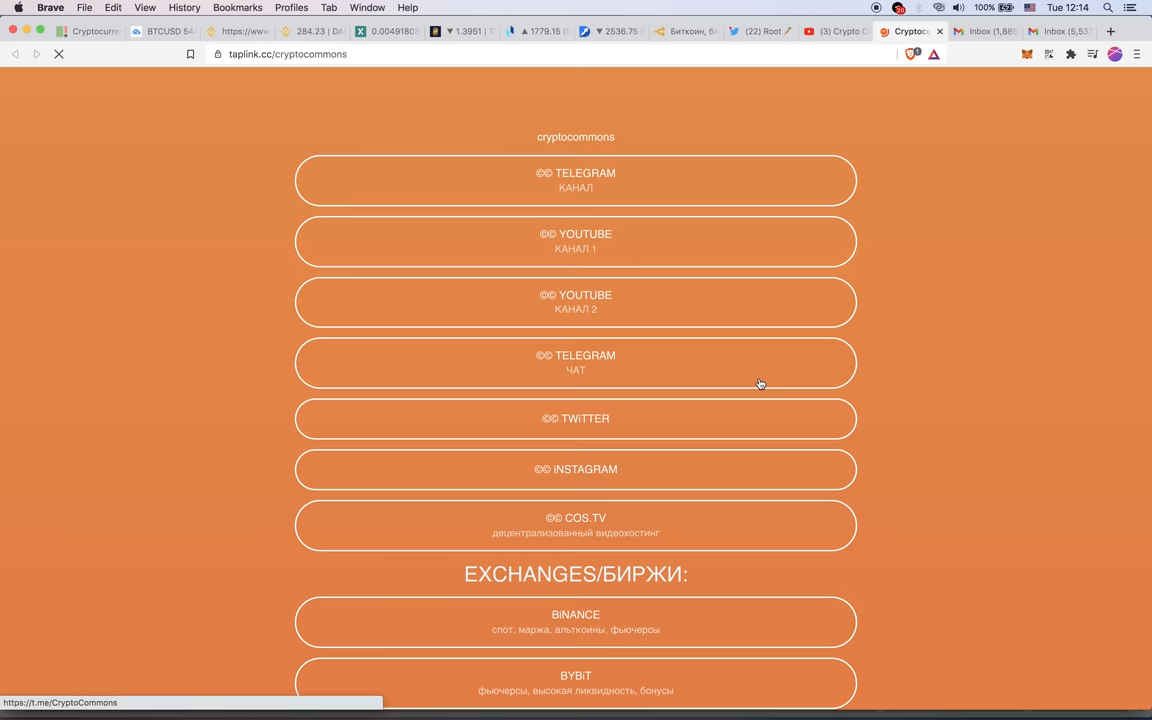 Brave File Edit View History Bookmarks Profiles Tab Window Help 20 100% Tue 12:14
Cryptocurre BTCUSD 54 https://www 284.23 | DA 0.00491803 ▼ 1.3951 | T ▲ 1779.15 | ▼ 2536.75 | Биткоин, бл (22) Root (3) Crypto C Cryptoc Inbox (1,885 Inbox (5,537
taplink.cc/cryptocommons 1
cryptocommons
©© TELEGRAM
КАНАЛ
©© YOUTUBE
КАНАЛ 1
©© YOUTUBE
КАНАЛ 2
©© TELEGRAM
ЧАТ
©© TWiTTER
©© iNSTAGRAM
©© COS.TV
децентрализованный видеохостинг
EXCHANGES/БИРЖИ:
BiNANCE
спот, маржа, альткоины, фьючерсы
BYBiT
фьючерсы, высокая ликвидность, бонусы
https://t.me/CryptoCommons